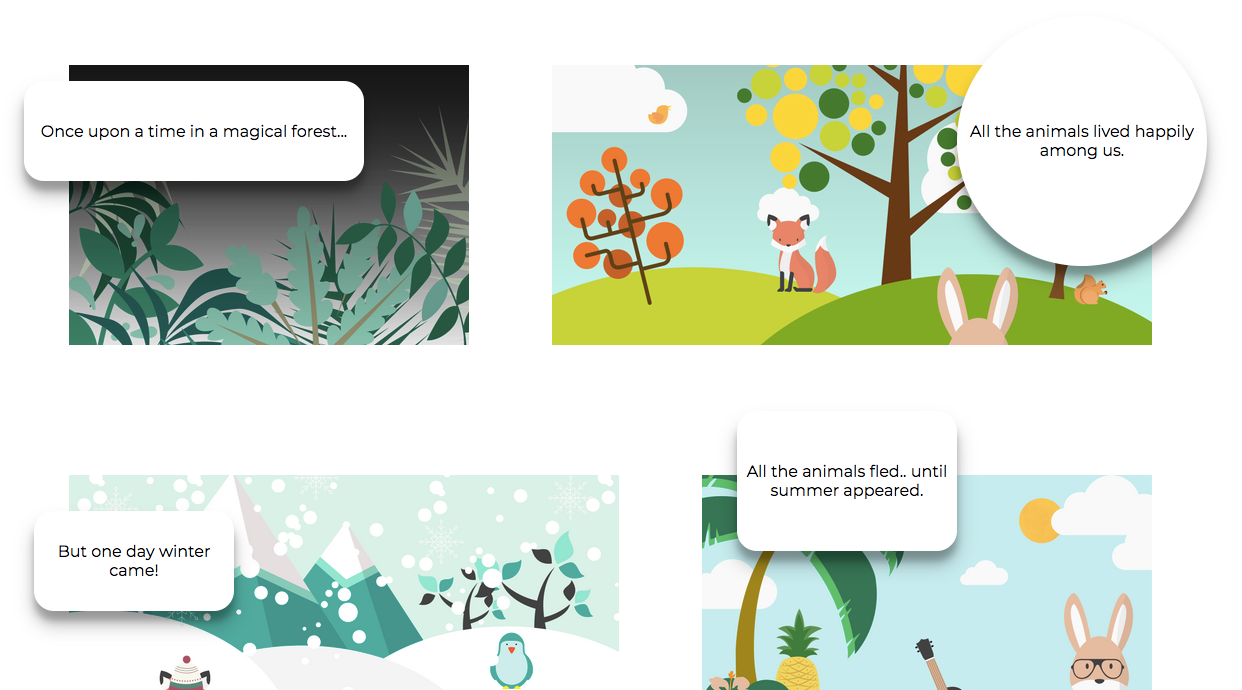 Once upon a time in a magical forest...
All the animals lived happily
among us.
But one day winter
came!
All the animals fled.. until
summer appeared.